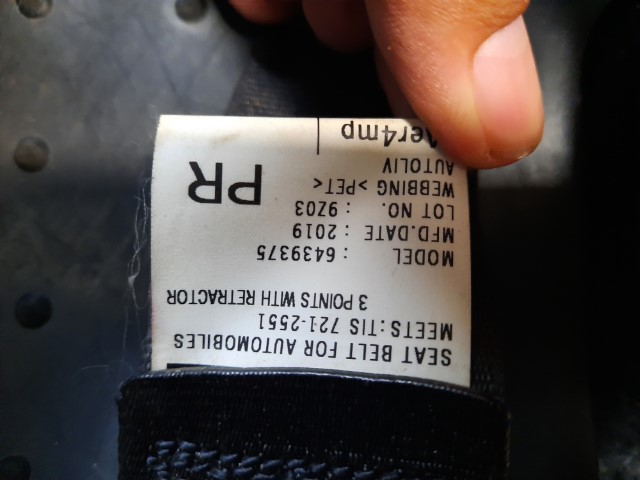 SEAT BELT FOR AUTOMOBILES
MEETS:TIS 721-2551
3 POINTS WITH RETRACTOR
MODEL : 6439375
MFD.DATE : 2019
LOT NO. : 9Z03
WEBBING >PET<
AUTOLIV
PR